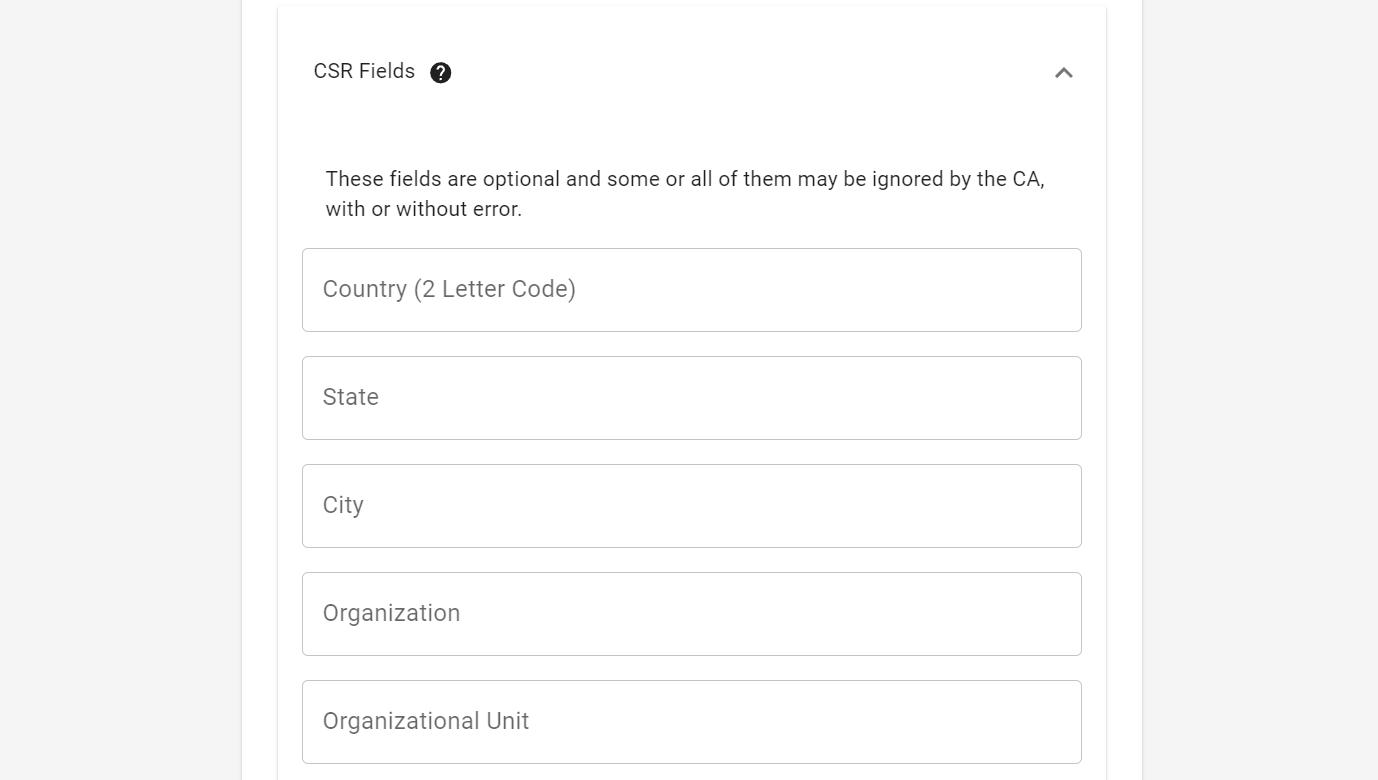 CSR Fields
These fields are optional and some or all of them may be ignored by the CA,
with or without error.
Country (2 Letter Code)
State
City
Organization
Organizational Unit